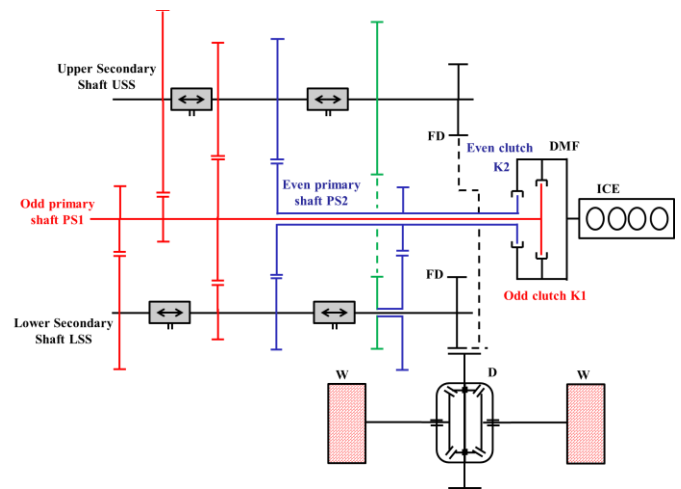 Upper Secondary
Shaft USS
FD
Even clutch
K2
DMF
ICE
Odd primary
shaft PS1
Even primary
shaft PS2
FD
Odd clutch K1
Lower Secondary
Shaft LSS
W
D
W